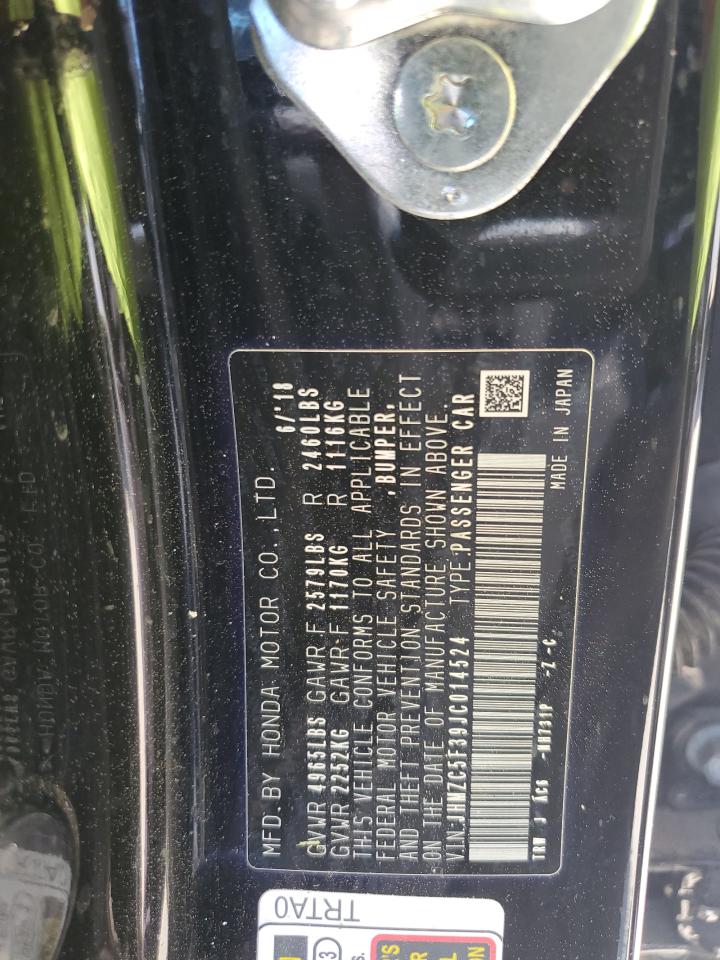 MFD. BY HONDA MOTOR CO., LTD. 6/'18
GVWR 4965LBS GAWR F 2579LBS R 2460LBS
GVWR 2252KG GAWR F 1170KG R 1116KG
THIS VEHICLE CONFORMS TO ALL APPLICABLE
FEDERAL MOTOR VEHICLE SAFETY ,BUMPER,
AND THEFT PREVENTION STANDARDS IN EFFECT
ON THE DATE OF MANUFACTURE SHOWN ABOVE.
V.I.N. TYPE:PASSENGER CAR
-Z-C
MADE IN JAPAN
TRTA0